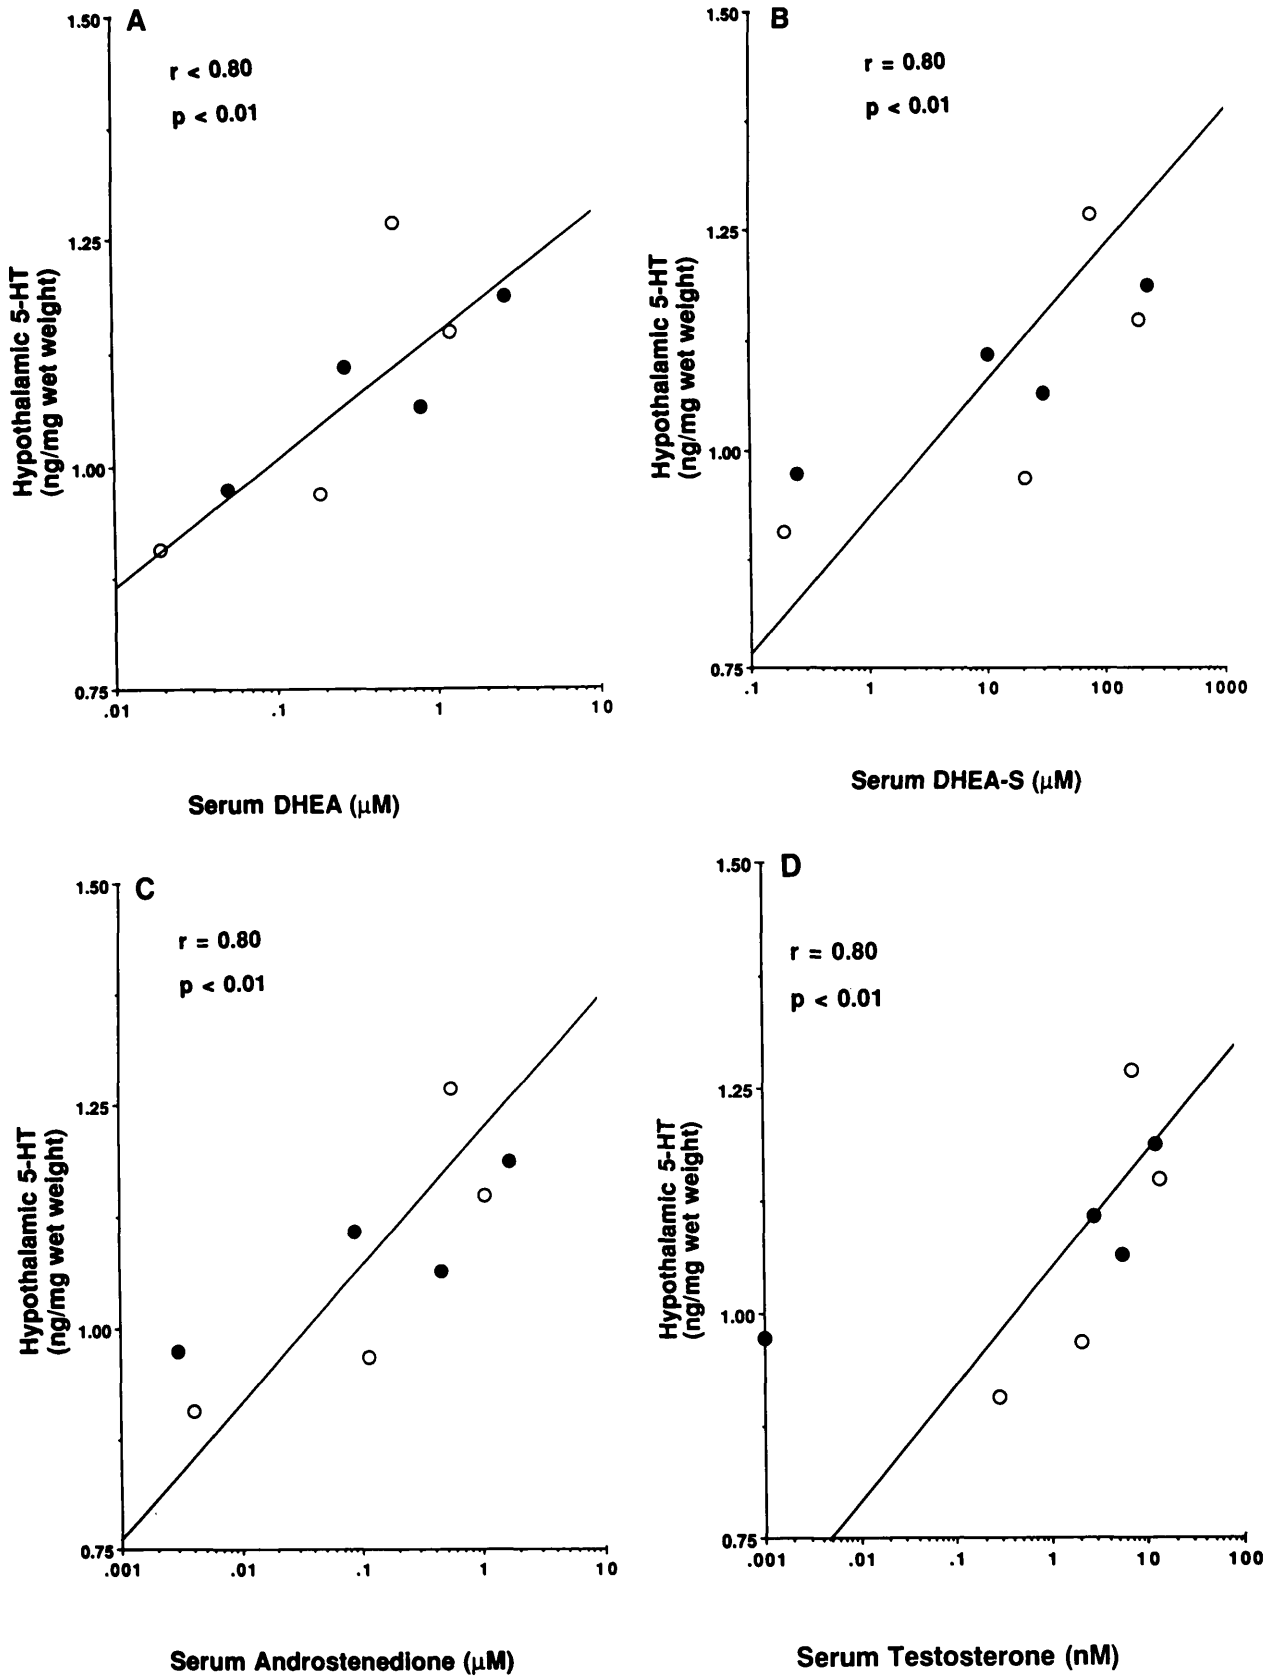 A
r < 0.80
p < 0.01
1.50
1.25
1.00
0.75
Hypothalamic 5-HT
(ng/mg wet weight)
.01 .1 1 10
Serum DHEA (μM)
B
r = 0.80
p < 0.01
1.50
1.25
1.00
0.75
Hypothalamic 5-HT
(ng/mg wet weight)
.1 1 10 100 1000
Serum DHEA-S (μM)
C
r = 0.80
p < 0.01
1.50
1.25
1.00
0.75
Hypothalamic 5-HT
(ng/mg wet weight)
.001 .01 .1 1 10
Serum Androstenedione (μM)
D
r = 0.80
p < 0.01
1.50
1.25
1.00
0.75
Hypothalamic 5-HT
(ng/mg wet weight)
.001 .01 .1 1 10 100
Serum Testosterone (nM)